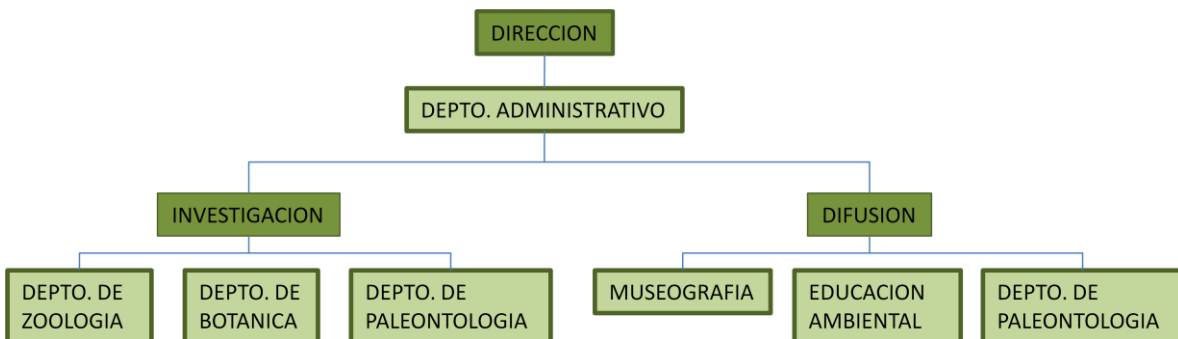 DIRECCION
DEPTO. ADMINISTRATIVO
INVESTIGACION
DIFUSION
DEPTO. DE
ZOOLOGIA
DEPTO. DE
BOTANICA
DEPTO. DE
PALEONTOLOGIA
MUSEOGRAFIA
EDUCACION
AMBIENTAL
DEPTO. DE
PALEONTOLOGIA